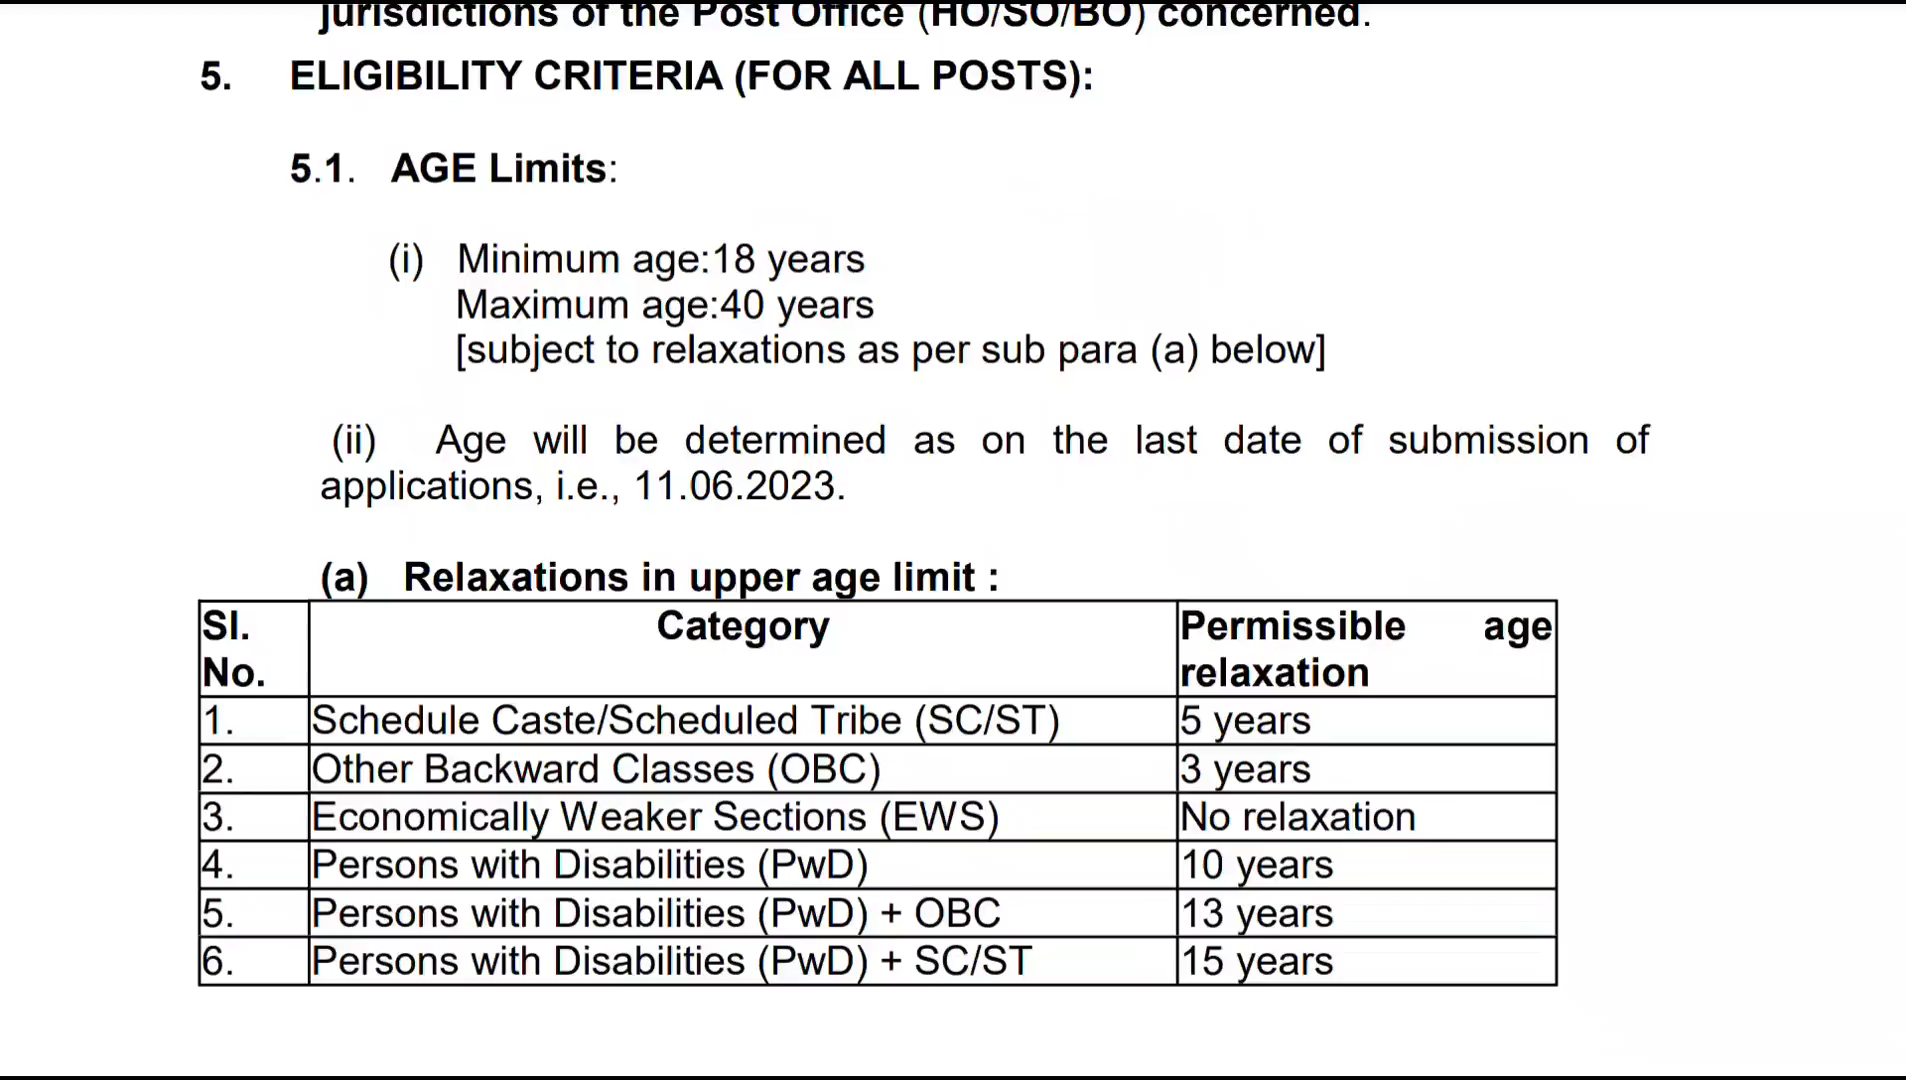 jurisdictions of the Post Office (HO/SO/BO) concerned.
5. ELIGIBILITY CRITERIA (FOR ALL POSTS):
5.1. AGE Limits:
(i) Minimum age:18 years
Maximum age:40 years
[subject to relaxations as per sub para (a) below]
(ii) Age will be determined as on the last date of submission of
applications, i.e., 11.06.2023.
(a) Relaxations in upper age limit :
Sl. No. Category Permissible age relaxation
1. Schedule Caste/Scheduled Tribe (SC/ST) 5 years
2. Other Backward Classes (OBC) 3 years
3. Economically Weaker Sections (EWS) No relaxation
4. Persons with Disabilities (PwD) 10 years
5. Persons with Disabilities (PwD) + OBC 13 years
6. Persons with Disabilities (PwD) + SC/ST 15 years